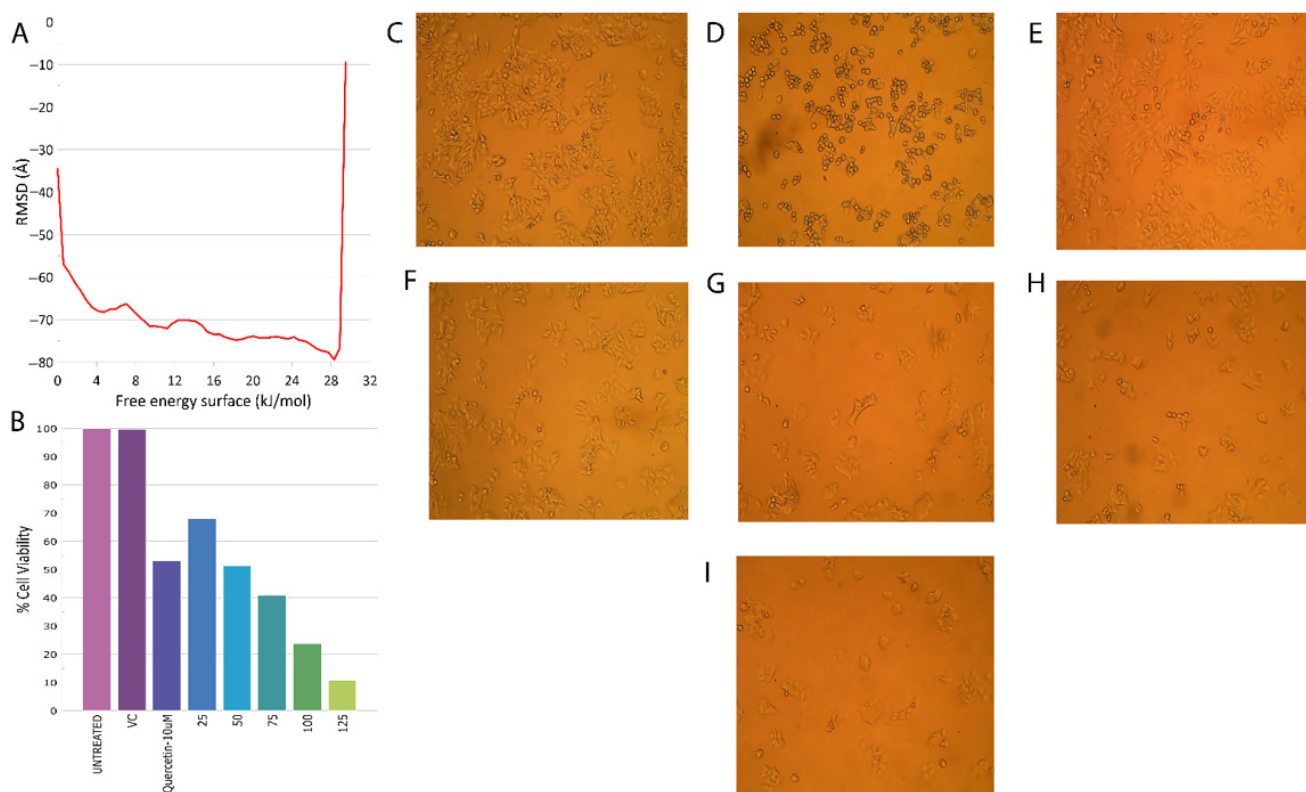 A
0
−10
−20
−30
−40
−50
−60
−70
−80
RMSD (Å)
0 4 8 12 16 20 24 28 32
Free energy surface (kJ/mol)
B
100
90
80
70
60
50
40
30
20
10
0
% Cell Viability
UNTREATED
VC
Quercetin-10uM
25
50
75
100
125
C
D
E
F
G
H
I